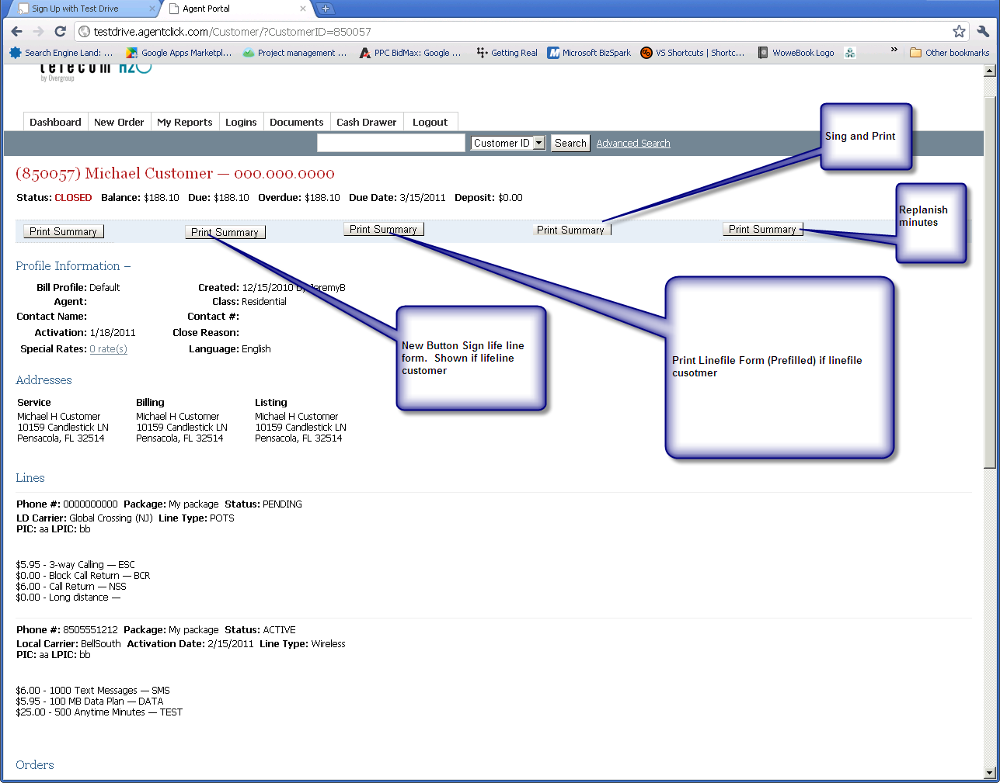 Sign Up with Test Drive
Agent Portal
testdrive.agentclick.com/Customer/?CustomerID=850057
Search Engine Land: ...
Google Apps Marketpl...
Project management ...
PPC BidMax: Google ...
Getting Real
Microsoft BizSpark
VS Shortcuts | Shortc...
WoweBook Logo
»
Other bookmarks
telecom H2O
by Overgroup
Dashboard
New Order
My Reports
Logins
Documents
Cash Drawer
Logout
Customer ID
Search
Advanced Search
Sing and Print
(850057) Michael Customer — 000.000.0000
Status: CLOSED Balance: $188.10 Due: $188.10 Overdue: $188.10 Due Date: 3/15/2011 Deposit: $0.00
Replanish
minutes
Print Summary
Print Summary
Print Summary
Print Summary
Print Summary
Profile Information –
Bill Profile: Default
Created: 12/15/2010 by JeremyB
Agent:
Class: Residential
Contact Name:
Contact #:
Activation: 1/18/2011
Close Reason:
Special Rates: 0 rate(s)
Language: English
New Button Sign life line
form. Shown if lifeline
customer
Print Linefile Form (Prefilled) if linefile
cusotmer
Addresses
Service
Michael H Customer
10159 Candlestick LN
Pensacola, FL 32514
Billing
Michael H Customer
10159 Candlestick LN
Pensacola, FL 32514
Listing
Michael H Customer
10159 Candlestick LN
Pensacola, FL 32514
Lines
Phone #: 0000000000 Package: My package Status: PENDING
LD Carrier: Global Crossing (NJ) Line Type: POTS
PIC: aa LPIC: bb
$5.95 - 3-way Calling — ESC
$0.00 - Block Call Return — BCR
$6.00 - Call Return — NSS
$0.00 - Long distance —
Phone #: 8505551212 Package: My package Status: ACTIVE
Local Carrier: BellSouth Activation Date: 2/15/2011 Line Type: Wireless
PIC: aa LPIC: bb
$6.00 - 1000 Text Messages — SMS
$5.95 - 100 MB Data Plan — DATA
$25.00 - 500 Anytime Minutes — TEST
Orders